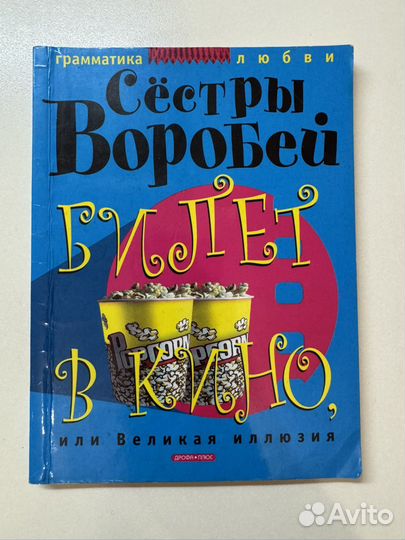 грамматика любви
Сёстры
Воробей
БИЛЕТ
POPCORN POPCORN
В КИНО,
или Великая иллюзия
ДРОФА ПЛЮС
Avito